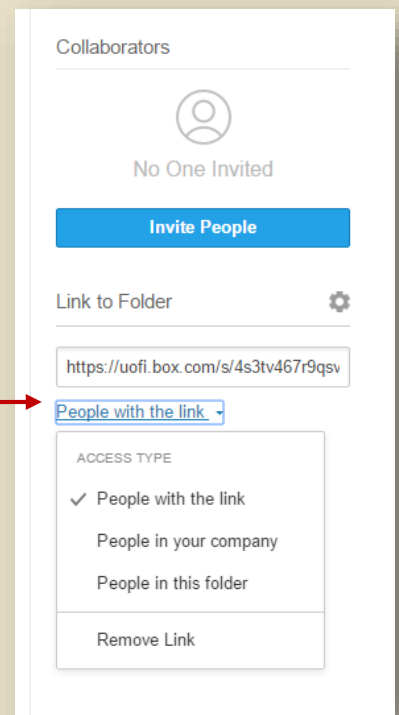 Collaborators
No One Invited
Invite People
Link to Folder
https://uofi.box.com/s/4s3tv467r9qsv
People with the link
ACCESS TYPE
People with the link
People in your company
People in this folder
Remove Link